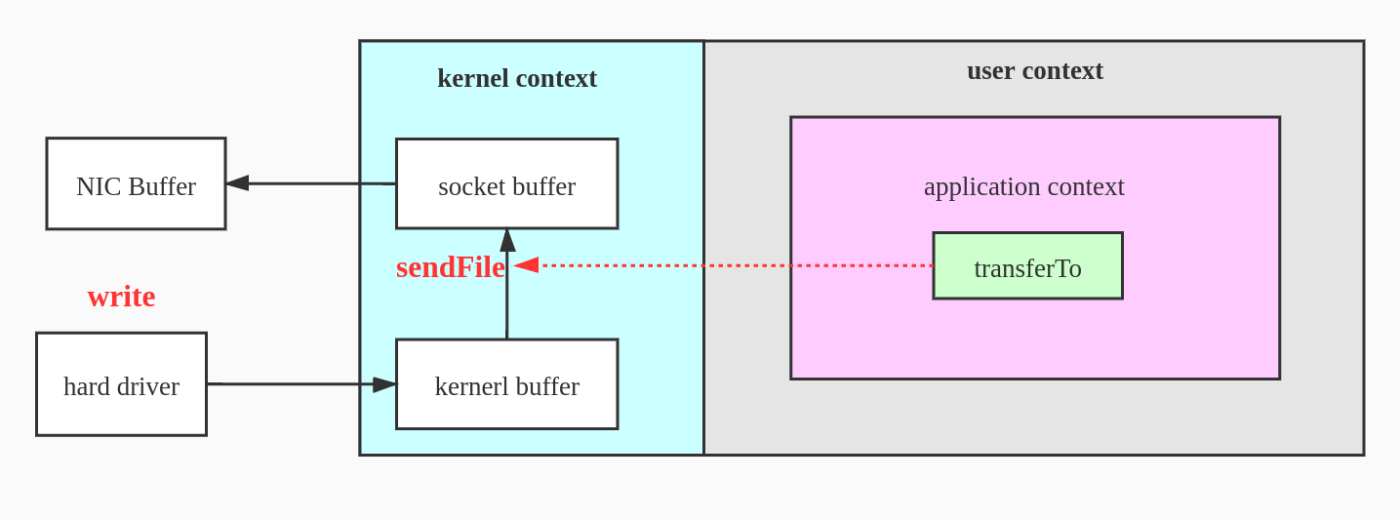 kernel context
user context
NIC Buffer
socket buffer
application context
sendFile
transferTo
write
hard driver
kernerl buffer